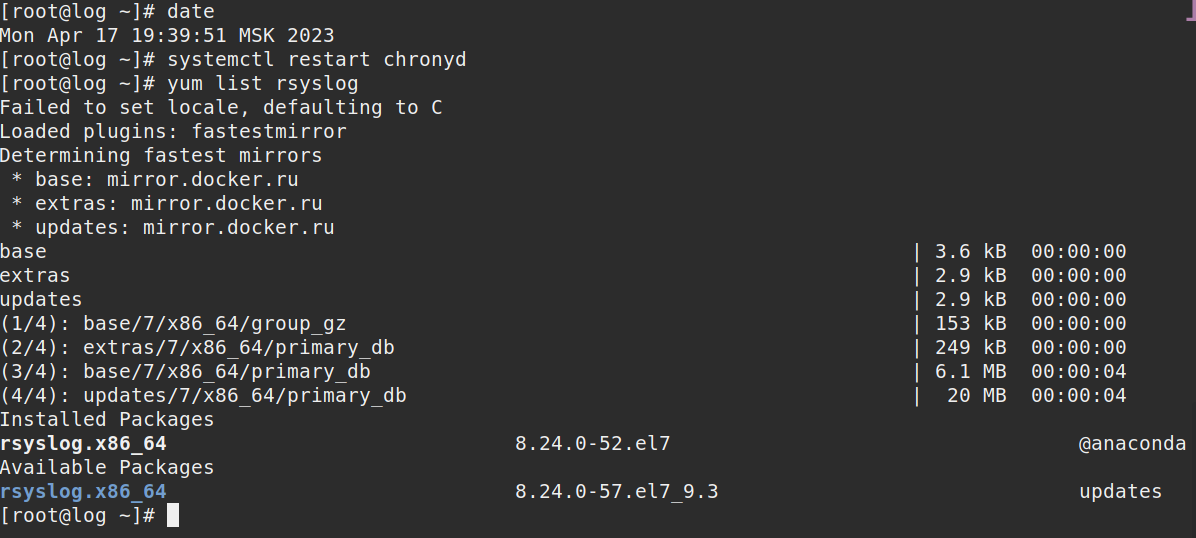 [root@log ~]# date
Mon Apr 17 19:39:51 MSK 2023
[root@log ~]# systemctl restart chronyd
[root@log ~]# yum list rsyslog
Failed to set locale, defaulting to C
Loaded plugins: fastestmirror
Determining fastest mirrors
 * base: mirror.docker.ru
 * extras: mirror.docker.ru
 * updates: mirror.docker.ru
base | 3.6 kB 00:00:00
extras | 2.9 kB 00:00:00
updates | 2.9 kB 00:00:00
(1/4): base/7/x86_64/group_gz | 153 kB 00:00:00
(2/4): extras/7/x86_64/primary_db | 249 kB 00:00:00
(3/4): base/7/x86_64/primary_db | 6.1 MB 00:00:04
(4/4): updates/7/x86_64/primary_db | 20 MB 00:00:04
Installed Packages
rsyslog.x86_64 8.24.0-52.el7 @anaconda
Available Packages
rsyslog.x86_64 8.24.0-57.el7_9.3 updates
[root@log ~]#